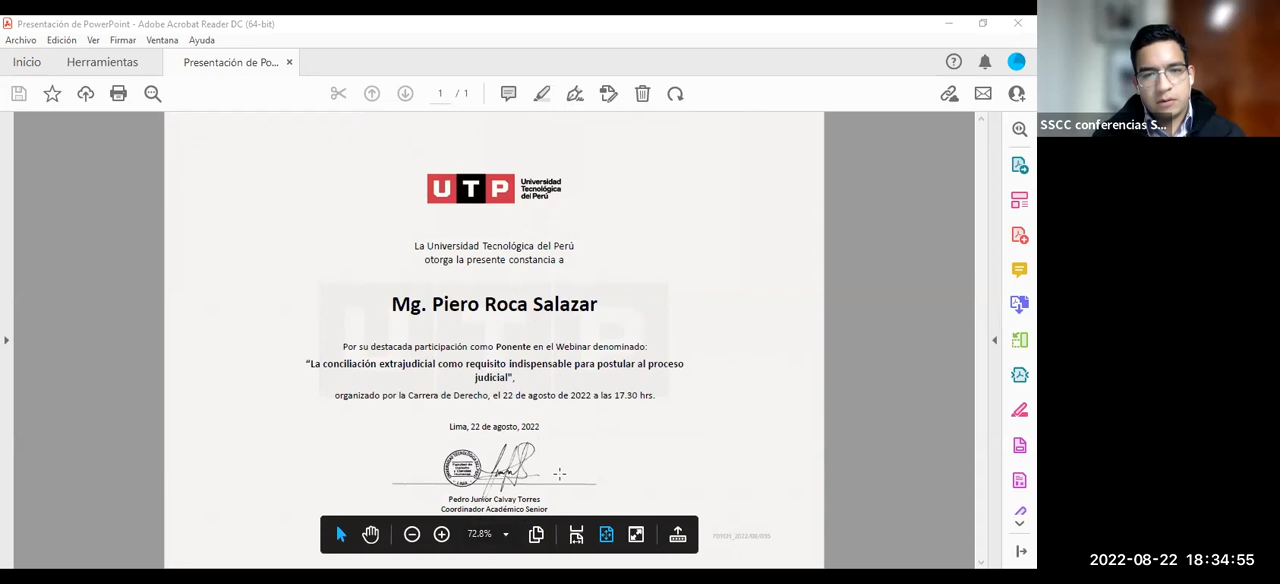 Presentación de PowerPoint - Adobe Acrobat Reader DC (64-bit)
Archivo Edición Ver Firmar Ventana Ayuda
Inicio Herramientas Presentación de Po... ×
1 / 1
SSCC conferencias S...
UTP Universidad
Tecnológica
del Perú
La Universidad Tecnológica del Perú
otorga la presente constancia a
Mg. Piero Roca Salazar
UTP
Por su destacada participación como Ponente en el Webinar denominado:
“La conciliación extrajudicial como requisito indispensable para postular al proceso
judicial",
organizado por la Carrera de Derecho, el 22 de agosto de 2022 a las 17.30 hrs.
Lima, 22 de agosto, 2022
Pedro Junior Calvay Torres
Coordinador Académico Senior
72.8%
2022-08-22 18:34:55